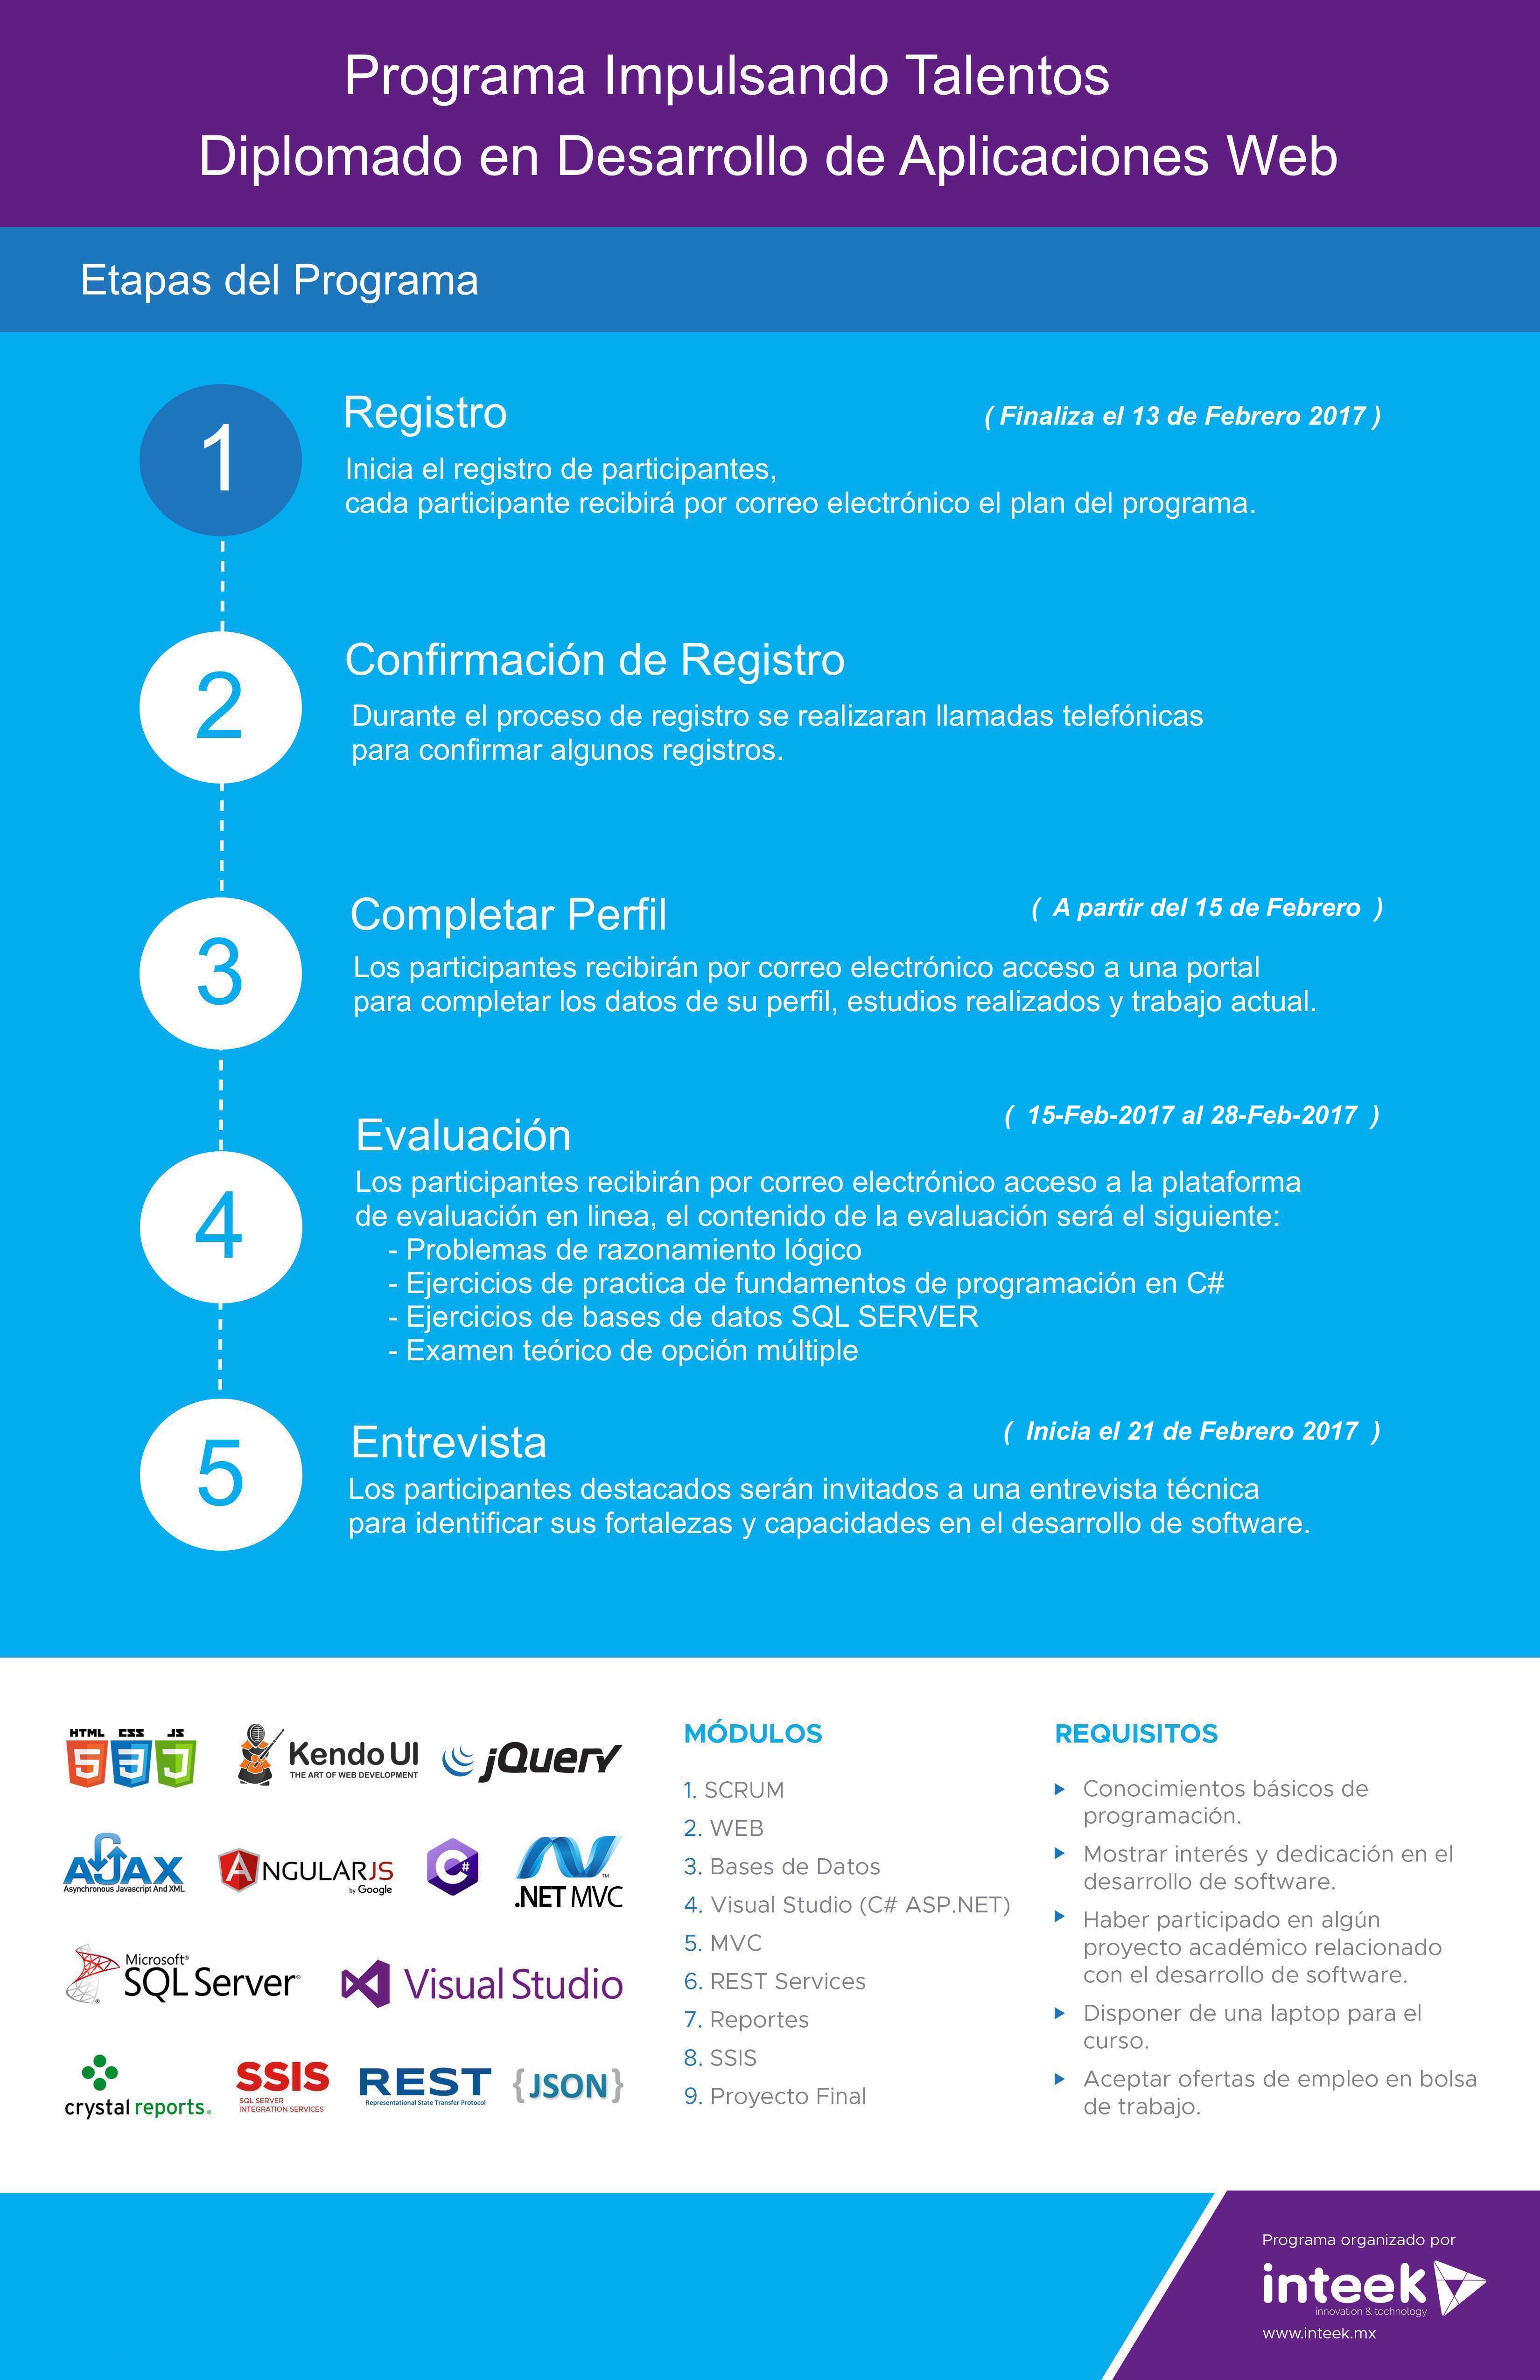 Programa Impulsando Talentos
Diplomado en Desarrollo de Aplicaciones Web
Etapas del Programa
1
Registro
( Finaliza el 13 de Febrero 2017 )
Inicia el registro de participantes,
cada participante recibirá por correo electrónico el plan del programa.
2
Confirmación de Registro
Durante el proceso de registro se realizaran llamadas telefónicas
para confirmar algunos registros.
3
Completar Perfil
( A partir del 15 de Febrero )
Los participantes recibirán por correo electrónico acceso a una portal
para completar los datos de su perfil, estudios realizados y trabajo actual.
4
Evaluación
( 15-Feb-2017 al 28-Feb-2017 )
Los participantes recibirán por correo electrónico acceso a la plataforma
de evaluación en linea, el contenido de la evaluación será el siguiente:
- Problemas de razonamiento lógico
- Ejercicios de practica de fundamentos de programación en C#
- Ejercicios de bases de datos SQL SERVER
- Examen teórico de opción múltiple
5
Entrevista
( Inicia el 21 de Febrero 2017 )
Los participantes destacados serán invitados a una entrevista técnica
para identificar sus fortalezas y capacidades en el desarrollo de software.
HTML CSS JS
5 3 J
Kendo UI
THE ART OF WEB DEVELOPMENT
jQuery
AJAX
Asynchronous Javascript And XML
ANGULARJS
by Google
C#
.NET MVC
Microsoft®
SQL Server®
Visual Studio
crystal reports®
SSIS
SQL SERVER
INTEGRATION SERVICES
REST
Representational State Transfer Protocol
{JSON}
MÓDULOS
1. SCRUM
2. WEB
3. Bases de Datos
4. Visual Studio (C# ASP.NET)
5. MVC
6. REST Services
7. Reportes
8. SSIS
9. Proyecto Final
REQUISITOS
Conocimientos básicos de
programación.
Mostrar interés y dedicación en el
desarrollo de software.
Haber participado en algún
proyecto académico relacionado
con el desarrollo de software.
Disponer de una laptop para el
curso.
Aceptar ofertas de empleo en bolsa
de trabajo.
Programa organizado por
inteek
innovation & technology
www.inteek.mx